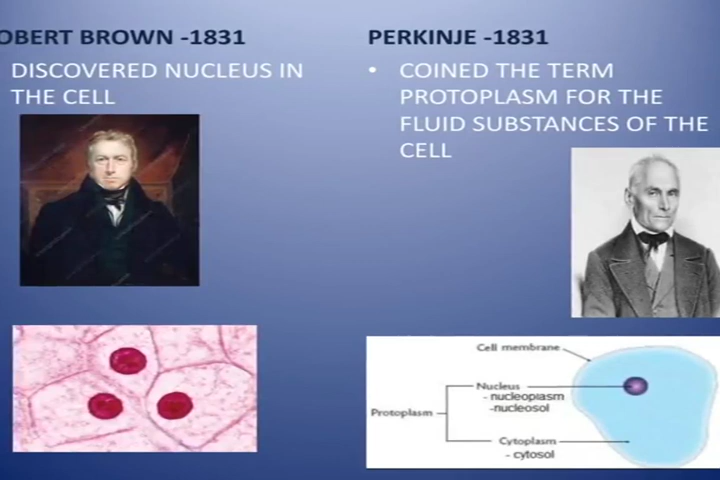 OBERT BROWN -1831
DISCOVERED NUCLEUS IN
THE CELL
PERKINJE -1831
• COINED THE TERM
PROTOPLASM FOR THE
FLUID SUBSTANCES OF THE
CELL
Cell membrane
Nucleus
- nucleoplasm
-nucleosol
Protoplasm
Cytoplasm
- cytosol